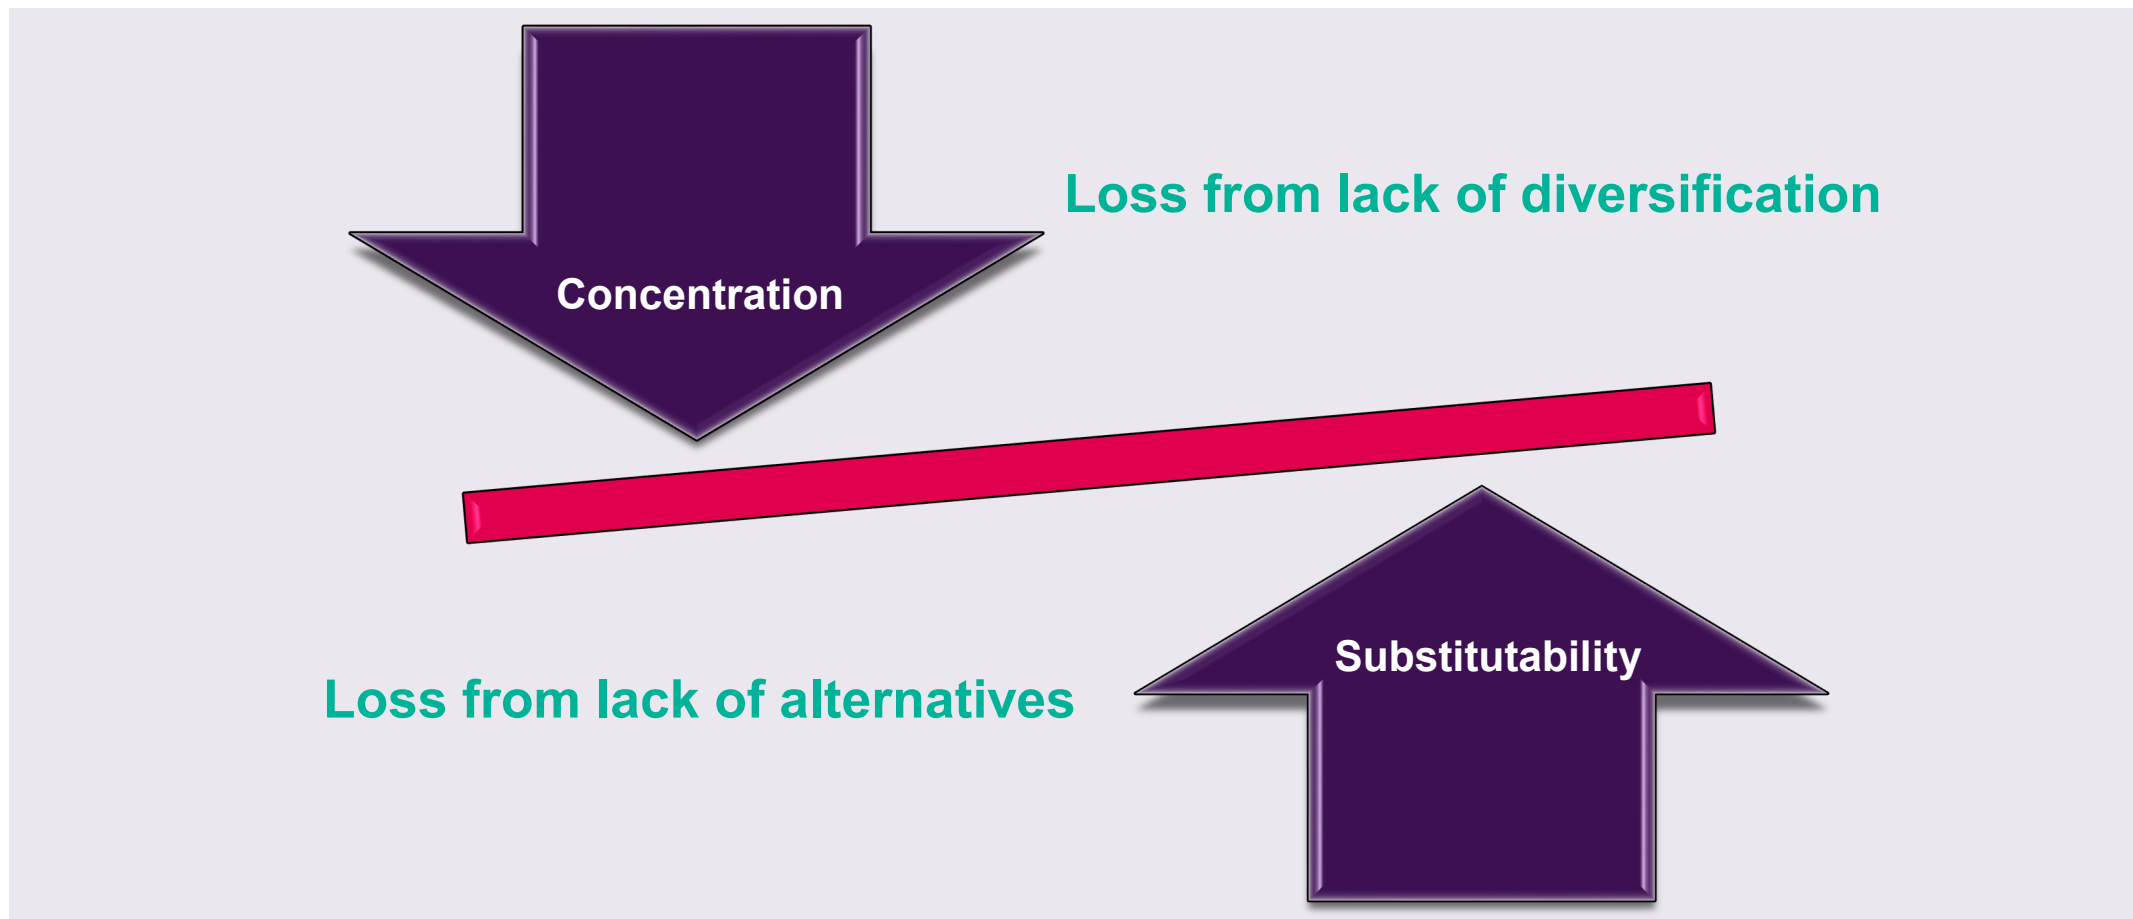 Loss from lack of diversification
Concentration
Substitutability
Loss from lack of alternatives